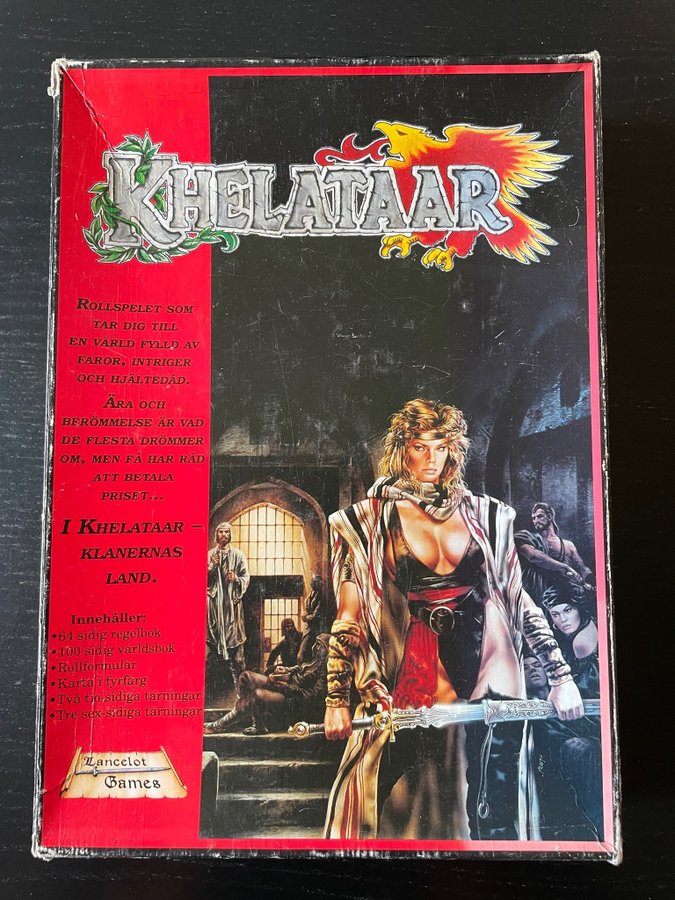 KHELATAAR
ROLLSPELET SOM
TAR DIG TILL
EN VÄRLD FYLLD AV
FAROR, INTRIGER
OCH HJÄLTEDÅD.
ÄRA OCH
BERÖMMELSE ÄR VAD
DE FLESTA DRÖMMER
OM, MEN FÅ HAR RÅD
ATT BETALA
PRISET...
I KHELATAAR –
KLANERNAS
LAND.
Innehåller:
•64 sidig regelbok
•100 sidig världsbok
•Rollformulär
•Karta i fyrfärg
•Två tio-sidiga tärningar
•Tre sex-sidiga tärningar
Lancelot
Games